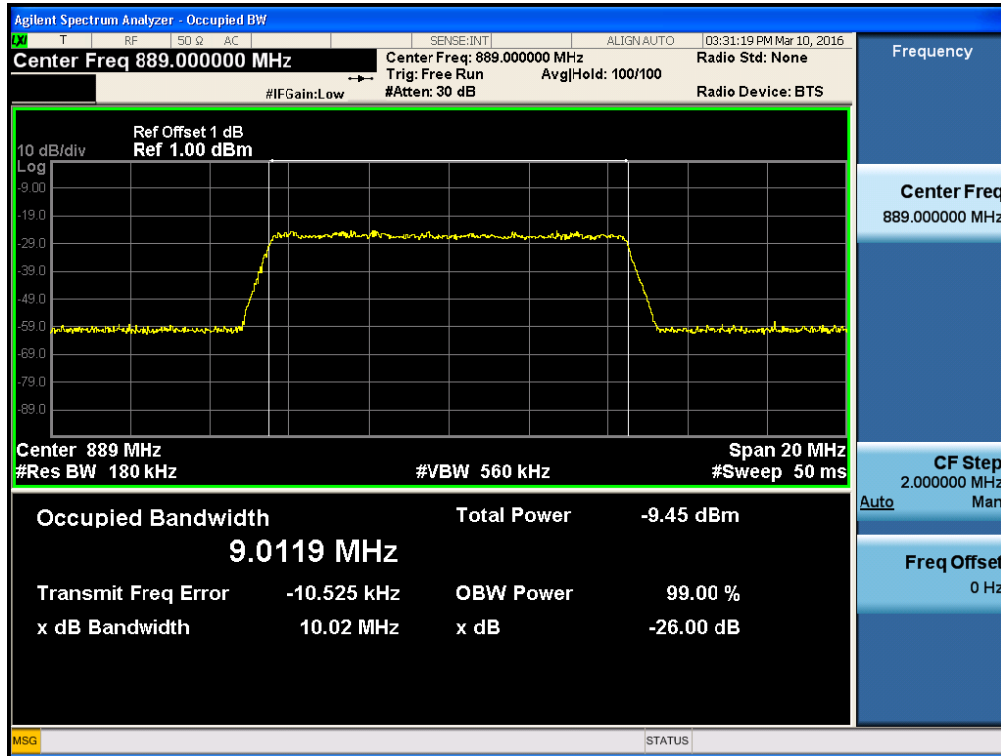 Agilent Spectrum Analyzer - Occupied BW
LXI T RF 50 Ω AC SENSE:INT ALIGN AUTO 03:31:19 PM Mar 10, 2016
Center Freq 889.000000 MHz
Center Freq: 889.000000 MHz Radio Std: None
Trig: Free Run Avg|Hold: 100/100
#IFGain:Low #Atten: 30 dB Radio Device: BTS
Ref Offset 1 dB
10 dB/div Ref 1.00 dBm
Log
-9.00
-19.0
-29.0
-39.0
-49.0
-59.0
-69.0
-79.0
-89.0
Center 889 MHz Span 20 MHz
#Res BW 180 kHz #VBW 560 kHz #Sweep 50 ms
Occupied Bandwidth Total Power -9.45 dBm
9.0119 MHz
Transmit Freq Error -10.525 kHz OBW Power 99.00 %
x dB Bandwidth 10.02 MHz x dB -26.00 dB
Frequency
Center Freq
889.000000 MHz
CF Step
2.000000 MHz
Auto Man
Freq Offset
0 Hz
MSG STATUS